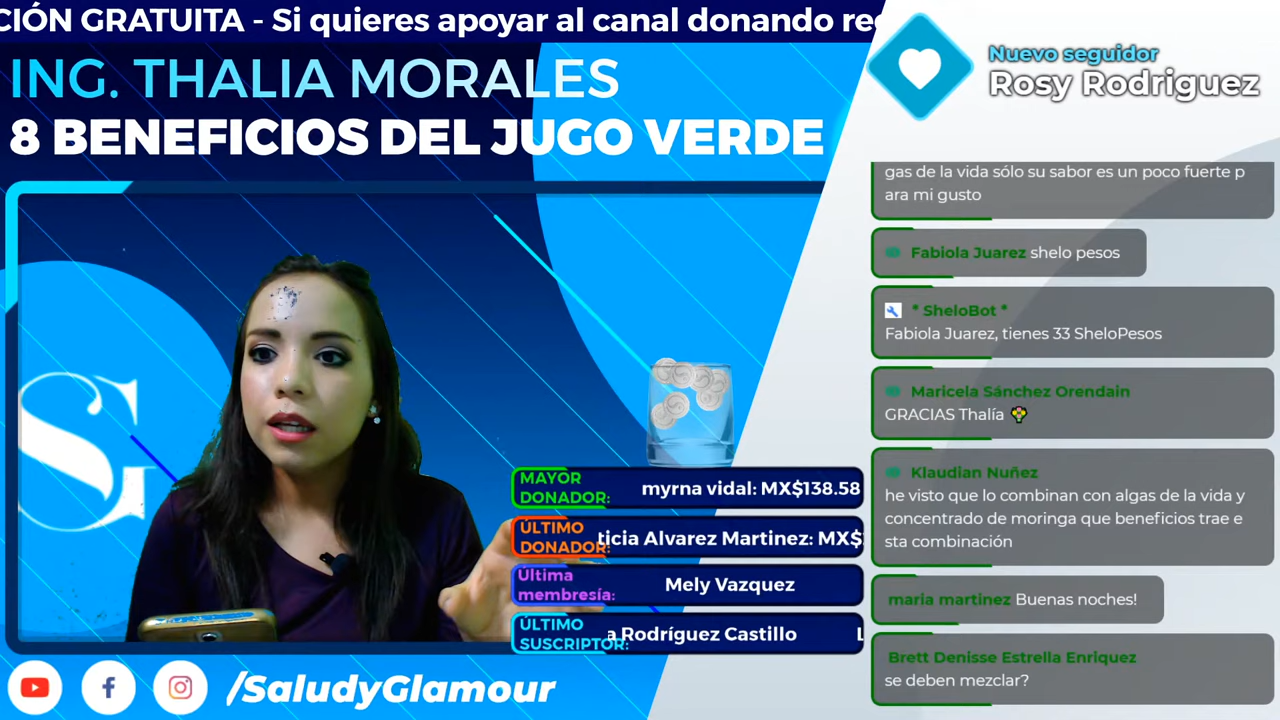 CIÓN GRATUITA - Si quieres apoyar al canal donando
ING. THALIA MORALES
8 BENEFICIOS DEL JUGO VERDE
Nuevo seguidor
Rosy Rodriguez
gas de la vida sólo su sabor es un poco fuerte p
ara mi gusto
Fabiola Juarez shelo pesos
* SheloBot *
Fabiola Juarez, tienes 33 SheloPesos
Maricela Sánchez Orendain
GRACIAS Thalía
Klaudian Nuñez
he visto que lo combinan con algas de la vida y
concentrado de moringa que beneficios trae e
sta combinación
maria martinez Buenas noches!
Brett Denisse Estrella Enriquez
se deben mezclar?
SG
MAYOR
DONADOR:
myrna vidal: MX$138.58
ÚLTIMO
DONADOR:
ticia Alvarez Martinez: MX$
Última
membresía:
Mely Vazquez
ÚLTIMO
SUSCRIPTOR:
a Rodríguez Castillo
/SaludyGlamour